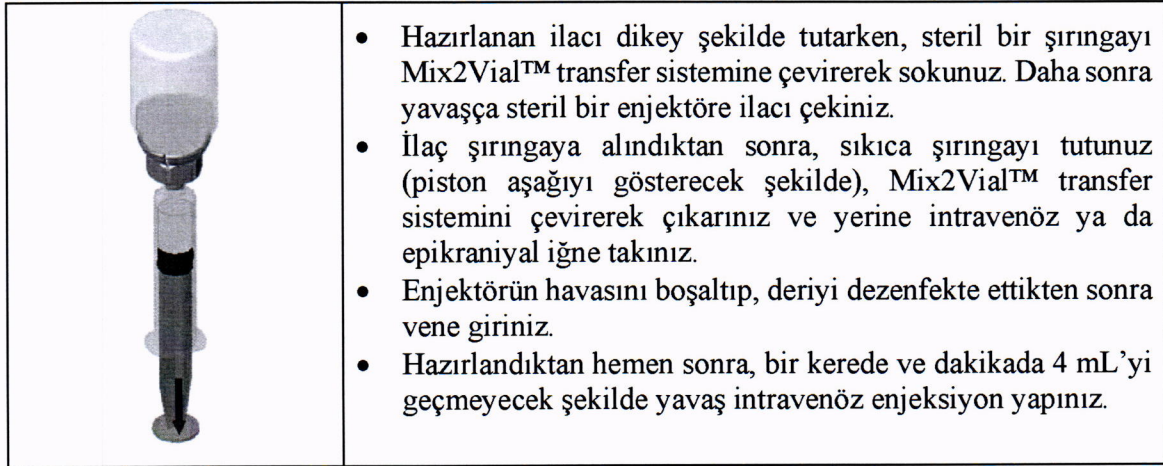 • Hazırlanan ilacı dikey şekilde tutarken, steril bir şırıngayı
Mix2Vial™ transfer sistemine çevirerek sokunuz. Daha sonra
yavaşça steril bir enjektöre ilacı çekiniz.
• İlaç şırıngaya alındıktan sonra, sıkıca şırıngayı tutunuz
(piston aşağıyı gösterecek şekilde), Mix2Vial™ transfer
sistemini çevirerek çıkarınız ve yerine intravenöz ya da
epikraniyal iğne takınız.
• Enjektörün havasını boşaltıp, deriyi dezenfekte ettikten sonra
vene giriniz.
• Hazırlandıktan hemen sonra, bir kerede ve dakikada 4 mL’yi
geçmeyecek şekilde yavaş intravenöz enjeksiyon yapınız.